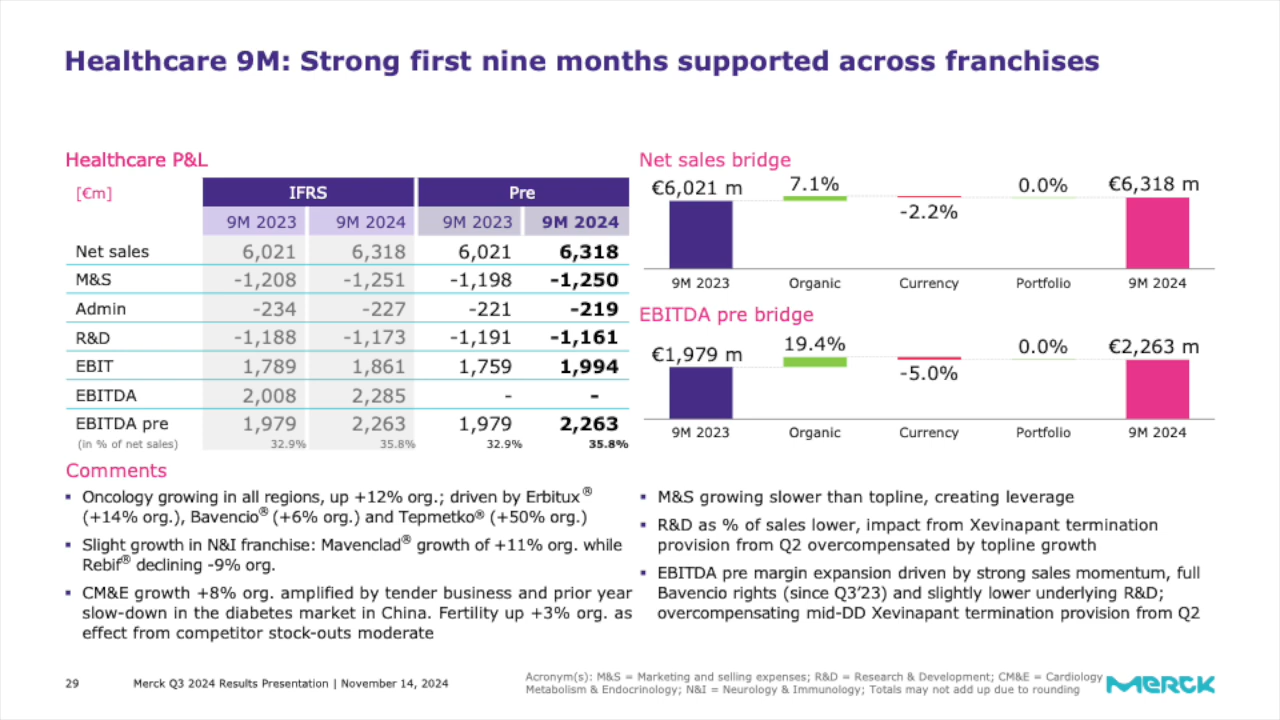 Healthcare 9M: Strong first nine months supported across franchises
Healthcare P&L
[€m] IFRS Pre
9M 2023 9M 2024 9M 2023 9M 2024
Net sales 6,021 6,318 6,021 6,318
M&S -1,208 -1,251 -1,198 -1,250
Admin -234 -227 -221 -219
R&D -1,188 -1,173 -1,191 -1,161
EBIT 1,789 1,861 1,759 1,994
EBITDA 2,008 2,285 - -
EBITDA pre 1,979 2,263 1,979 2,263
(in % of net sales) 32.9% 35.8% 32.9% 35.8%
Net sales bridge
€6,021 m 7.1% -2.2% 0.0% €6,318 m
9M 2023 Organic Currency Portfolio 9M 2024
EBITDA pre bridge
€1,979 m 19.4% -5.0% 0.0% €2,263 m
9M 2023 Organic Currency Portfolio 9M 2024
Comments
▪ Oncology growing in all regions, up +12% org.; driven by Erbitux®
(+14% org.), Bavencio® (+6% org.) and Tepmetko® (+50% org.)
▪ Slight growth in N&I franchise: Mavenclad® growth of +11% org. while
Rebif® declining -9% org.
▪ CM&E growth +8% org. amplified by tender business and prior year
slow-down in the diabetes market in China. Fertility up +3% org. as
effect from competitor stock-outs moderate
▪ M&S growing slower than topline, creating leverage
▪ R&D as % of sales lower, impact from Xevinapant termination
provision from Q2 overcompensated by topline growth
▪ EBITDA pre margin expansion driven by strong sales momentum, full
Bavencio rights (since Q3’23) and slightly lower underlying R&D;
overcompensating mid-DD Xevinapant termination provision from Q2
29 Merck Q3 2024 Results Presentation | November 14, 2024
Acronym(s): M&S = Marketing and selling expenses; R&D = Research & Development; CM&E = Cardiology
Metabolism & Endocrinology; N&I = Neurology & Immunology; Totals may not add up due to rounding
MERCK